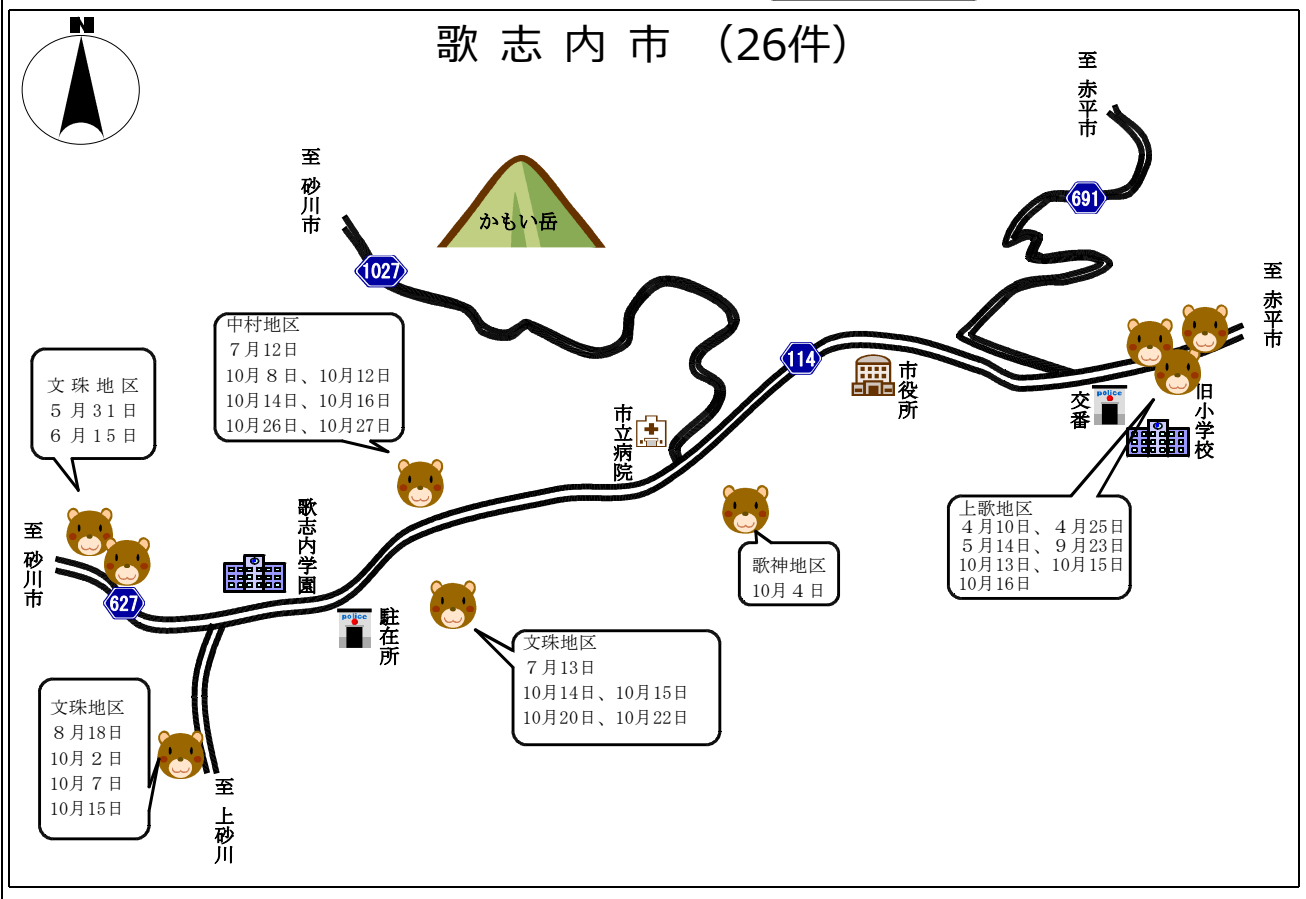 歌志内市 （26件）
N
至 赤平市
至 砂川市
かもい岳
691
1027
至 赤平市
中村地区
７月12日
10月８日、10月12日
10月14日、10月16日
10月26日、10月27日
文珠地区
５月31日
６月15日
114
市役所
交番
police
旧小学校
市立病院
上歌地区
４月10日、４月25日
５月14日、９月23日
10月13日、10月15日
10月16日
歌神地区
10月４日
歌志内学園
至 砂川市
627
police
駐在所
文珠地区
７月13日
10月14日、10月15日
10月20日、10月22日
文珠地区
８月18日
10月２日
10月７日
10月15日
至 上砂川